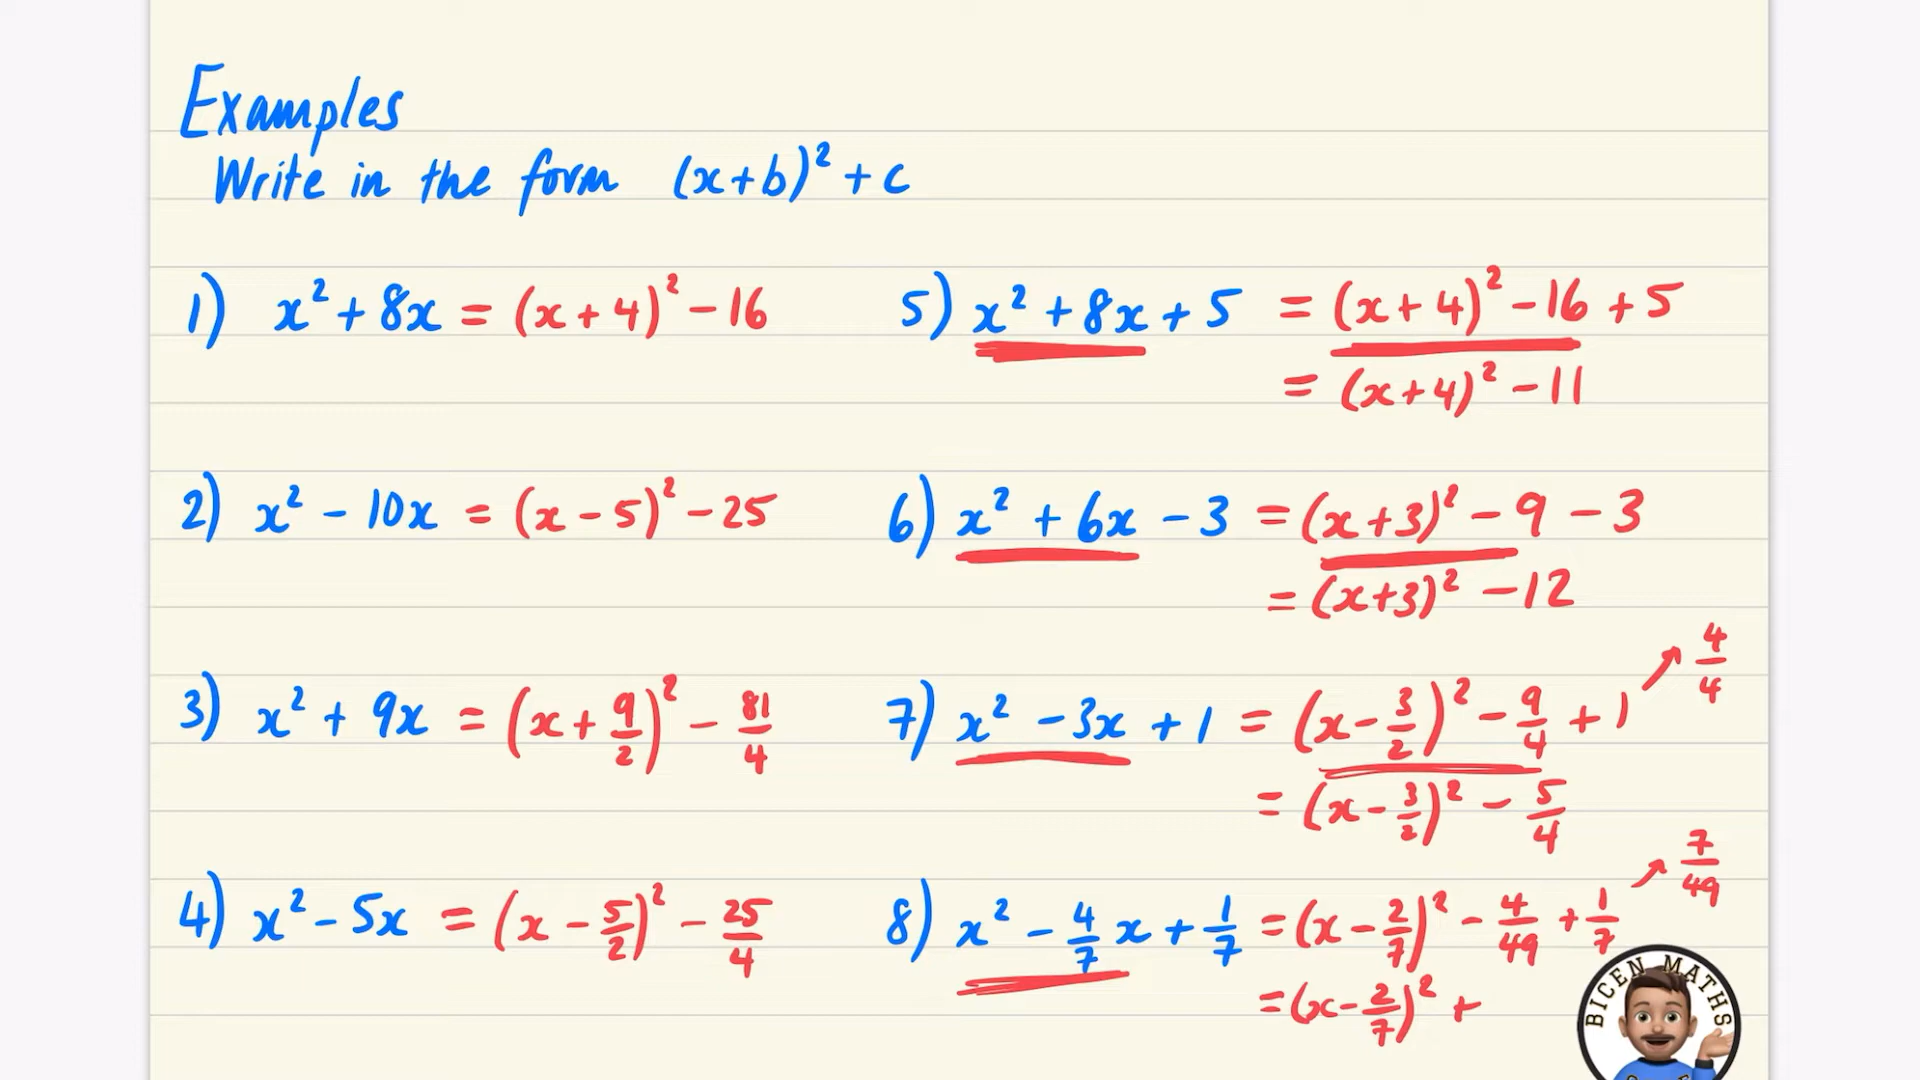 Examples
Write in the form (x+b)² + c
1) x² + 8x = (x + 4)² - 16
5) x² + 8x + 5 = (x + 4)² - 16 + 5
= (x+4)² - 11
2) x² - 10x = (x - 5)² - 25
6) x² + 6x - 3 = (x+3)² - 9 - 3
= (x+3)² - 12
3) x² + 9x = (x + 9/2)² - 81/4
7) x² - 3x + 1 = (x - 3/2)² - 9/4 + 1 ↗ 4/4
= (x - 3/2)² - 5/4
4) x² - 5x = (x - 5/2)² - 25/4
8) x² - 4/7 x + 1/7 = (x - 2/7)² - 4/49 + 1/7 ↗ 7/49
= (x - 2/7)² +
BICEN MATHS